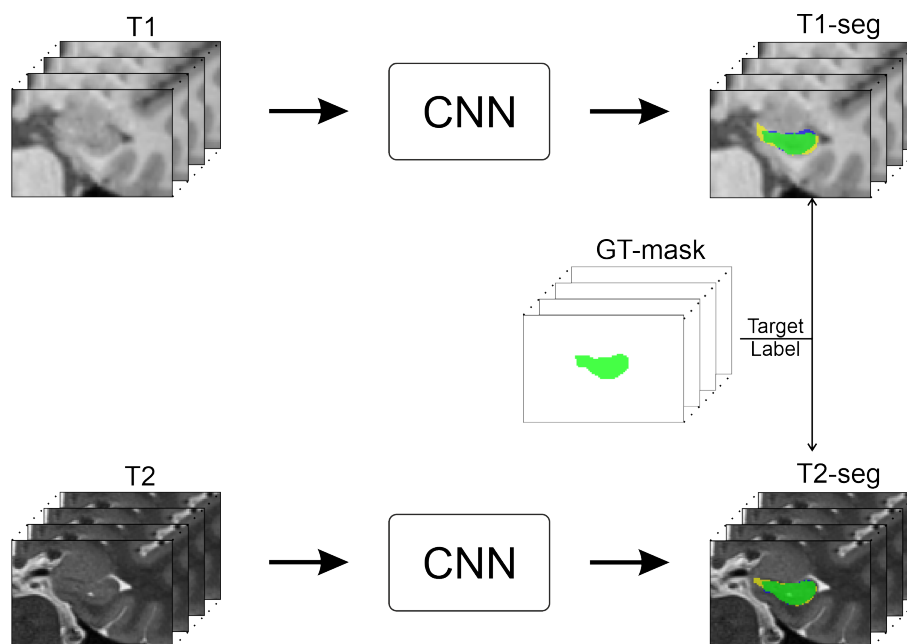 T1
T1-seg
CNN
GT-mask
Target
Label
T2
T2-seg
CNN